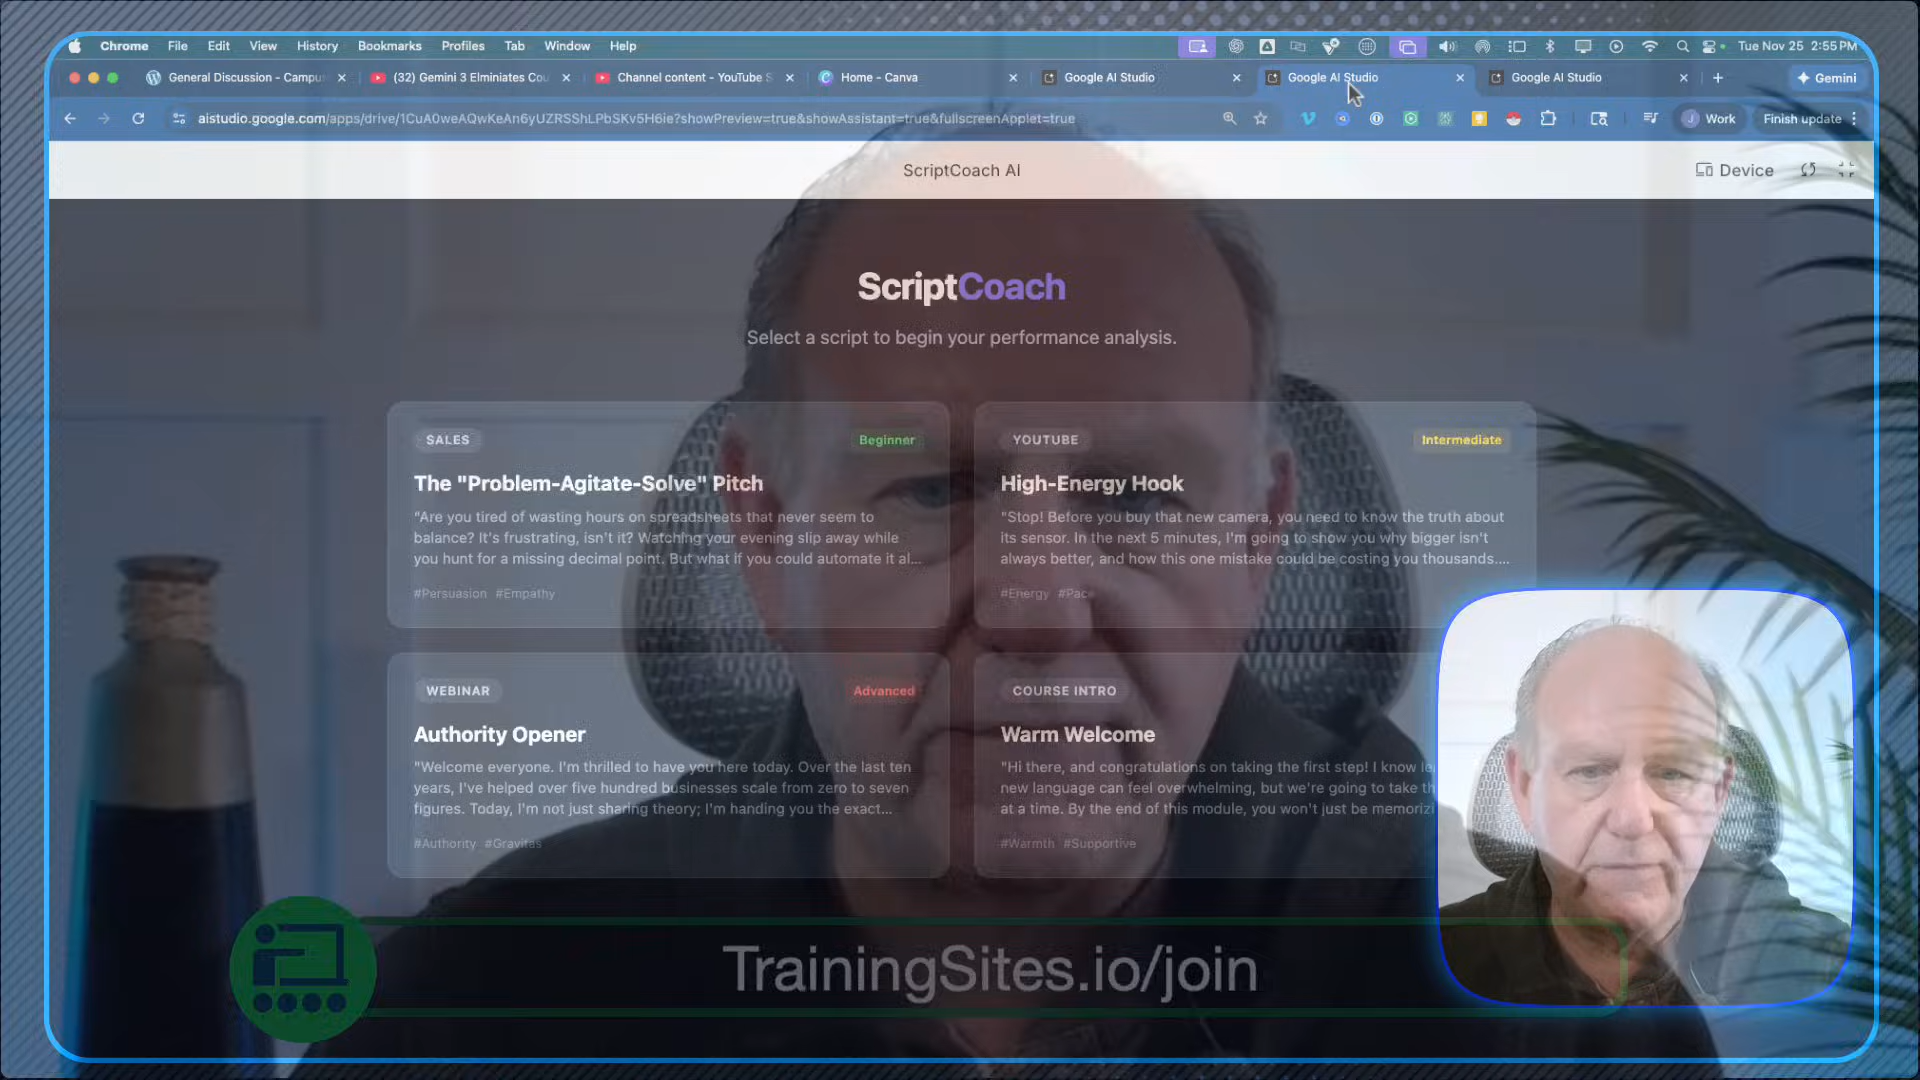 Chrome File Edit View History Bookmarks Profiles Tab Window Help Tue Nov 25 2:55PM
General Discussion - Campu (32) Gemini 3 Elminiates Cou Channel content - YouTube S Home - Canva Google AI Studio Google AI Studio Google AI Studio Gemini
aistudio.google.com/apps/drive/1CuA0weAQwKeAn6yUZRSShLPbSKv5H6ie?showPreview=true&showAssistant=true&fullscreenApplet=true J Work Finish update
ScriptCoach AI Device
ScriptCoach
Select a script to begin your performance analysis.
SALES Beginner
The "Problem-Agitate-Solve" Pitch
"Are you tired of wasting hours on spreadsheets that never seem to
balance? It's frustrating, isn't it? Watching your evening slip away while
you hunt for a missing decimal point. But what if you could automate it al...
#Persuasion #Empathy
YOUTUBE Intermediate
High-Energy Hook
"Stop! Before you buy that new camera, you need to know the truth about
its sensor. In the next 5 minutes, I'm going to show you why bigger isn't
always better, and how this one mistake could be costing you thousands....
#Energy #Pace
WEBINAR Advanced
Authority Opener
"Welcome everyone. I'm thrilled to have you here today. Over the last ten
years, I've helped over five hundred businesses scale from zero to seven
figures. Today, I'm not just sharing theory; I'm handing you the exact...
#Authority #Gravitas
COURSE INTRO
Warm Welcome
"Hi there, and congratulations on taking the first step! I know le
new language can feel overwhelming, but we're going to take th
at a time. By the end of this module, you won't just be memorizi
#Warmth #Supportive
TrainingSites.io/join